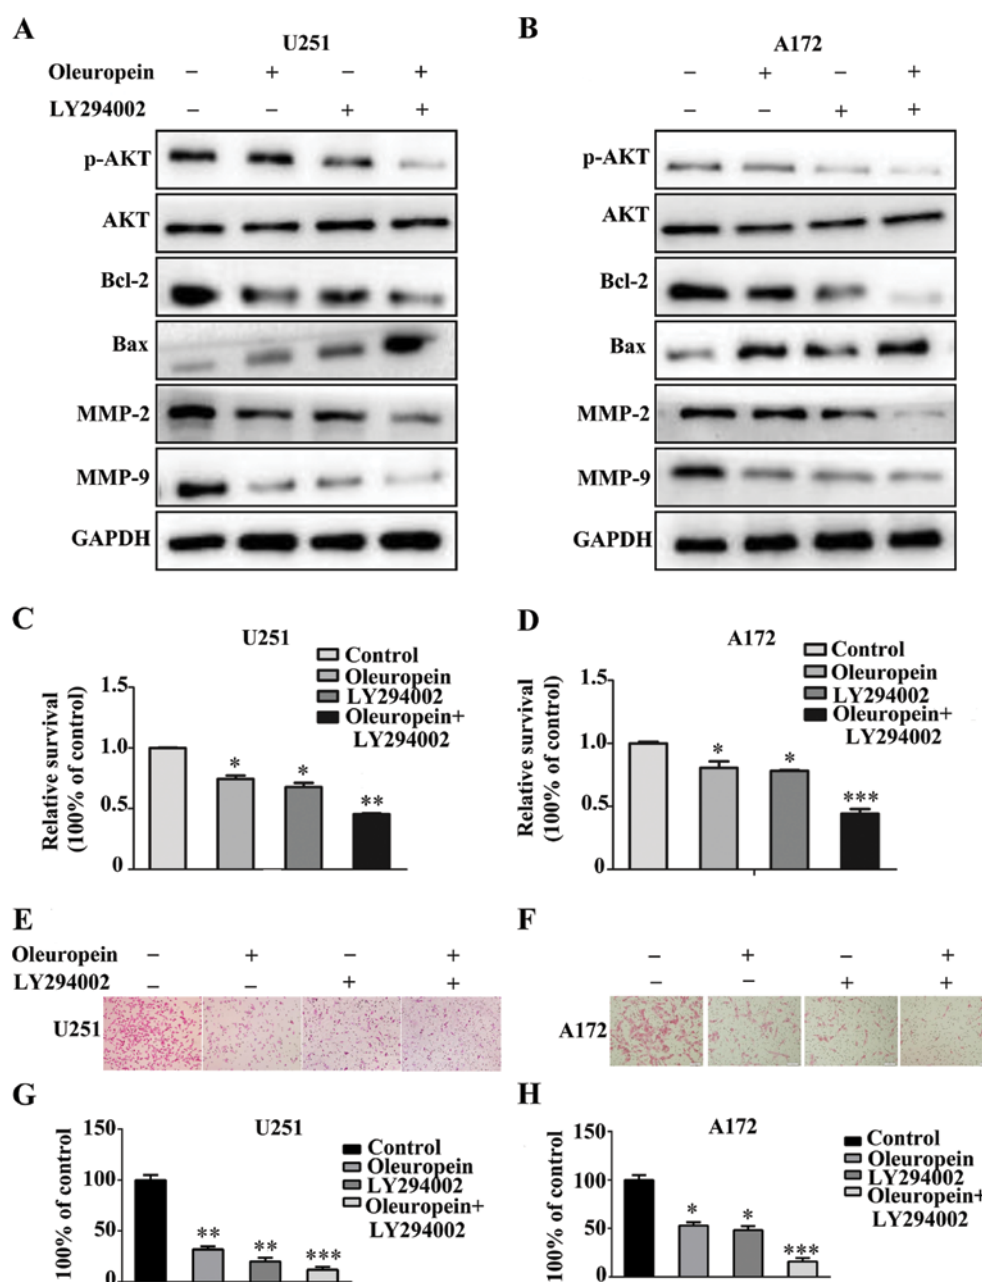 A
U251
Oleuropein − + − +
LY294002 − − + +
p-AKT
AKT
Bcl-2
Bax
MMP-2
MMP-9
GAPDH
B
A172
− + − +
− − + +
p-AKT
AKT
Bcl-2
Bax
MMP-2
MMP-9
GAPDH
C
U251
Control
Oleuropein
LY294002
Oleuropein+
LY294002
Relative survival
(100% of control)
1.5
1.0
0.5
0
*
*
**
D
A172
Control
Oleuropein
LY294002
Oleuropein+
LY294002
Relative survival
(100% of control)
1.5
1.0
0.5
0
*
*
***
E
Oleuropein − + − +
LY294002 − − + +
U251
F
− + − +
− − + +
A172
G
U251
Control
Oleuropein
LY294002
Oleuropein+
LY294002
100% of control
150
100
50
0
**
**
***
H
A172
Control
Oleuropein
LY294002
Oleuropein+
LY294002
100% of control
150
100
50
0
*
*
***